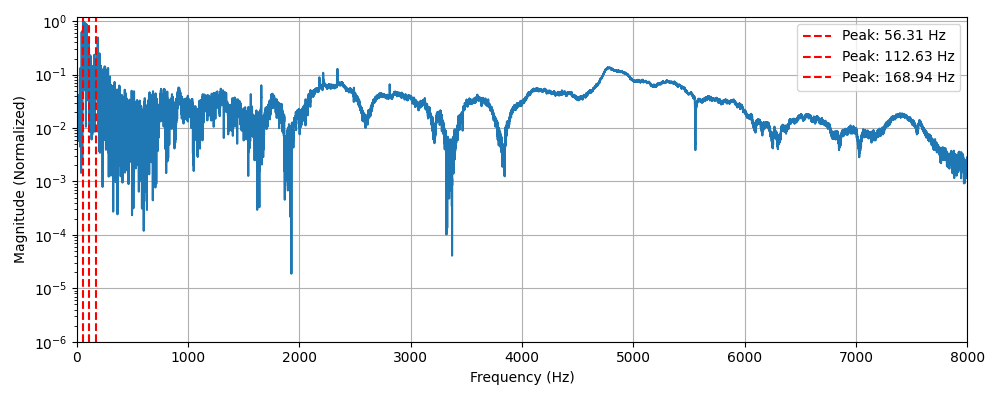 Magnitude (Normalized)
10⁰
10⁻¹
10⁻²
10⁻³
10⁻⁴
10⁻⁵
10⁻⁶
Peak: 56.31 Hz
Peak: 112.63 Hz
Peak: 168.94 Hz
0 1000 2000 3000 4000 5000 6000 7000 8000
Frequency (Hz)